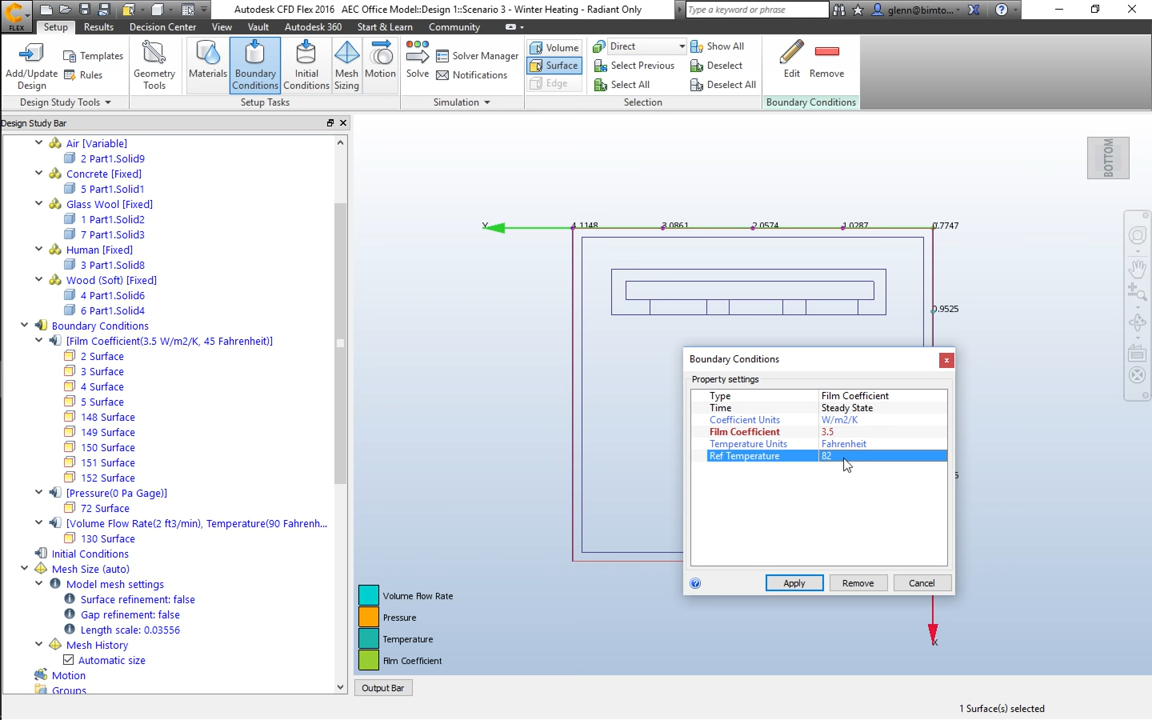 FLEX
Autodesk CFD Flex 2016 AEC Office Model::Design 1::Scenario 3 - Winter Heating - Radiant Only
Type a keyword or phrase
glenn@bimto...
Setup Results Decision Center View Vault Autodesk 360 Start & Learn Community
Add/Update Design
Templates
Rules
Geometry Tools
Materials
Boundary Conditions
Initial Conditions
Mesh Sizing
Motion
Solve
Solver Manager
Notifications
Volume
Surface
Edge
Direct
Select Previous
Select All
Show All
Deselect
Deselect All
Edit Remove
Design Study Tools Setup Tasks Simulation Selection Boundary Conditions
Design Study Bar
Air [Variable]
2 Part1.Solid9
Concrete [Fixed]
5 Part1.Solid1
Glass Wool [Fixed]
1 Part1.Solid2
7 Part1.Solid3
Human [Fixed]
3 Part1.Solid8
Wood (Soft) [Fixed]
4 Part1.Solid6
6 Part1.Solid4
Boundary Conditions
[Film Coefficient(3.5 W/m2/K, 45 Fahrenheit)]
2 Surface
3 Surface
4 Surface
5 Surface
148 Surface
149 Surface
150 Surface
151 Surface
152 Surface
[Pressure(0 Pa Gage)]
72 Surface
[Volume Flow Rate(2 ft3/min), Temperature(90 Fahrenh...
130 Surface
Initial Conditions
Mesh Size (auto)
Model mesh settings
Surface refinement: false
Gap refinement: false
Length scale: 0.03556
Mesh History
Automatic size
Motion
Groups
BOTTOM
Y 4.1148 3.0861 2.0574 1.0287 0.7747
0.9525
Boundary Conditions
Property settings
Type Film Coefficient
Time Steady State
Coefficient Units W/m2/K
Film Coefficient 3.5
Temperature Units Fahrenheit
Ref Temperature 82
Apply Remove Cancel
X
Volume Flow Rate
Pressure
Temperature
Film Coefficient
Output Bar
1 Surface(s) selected